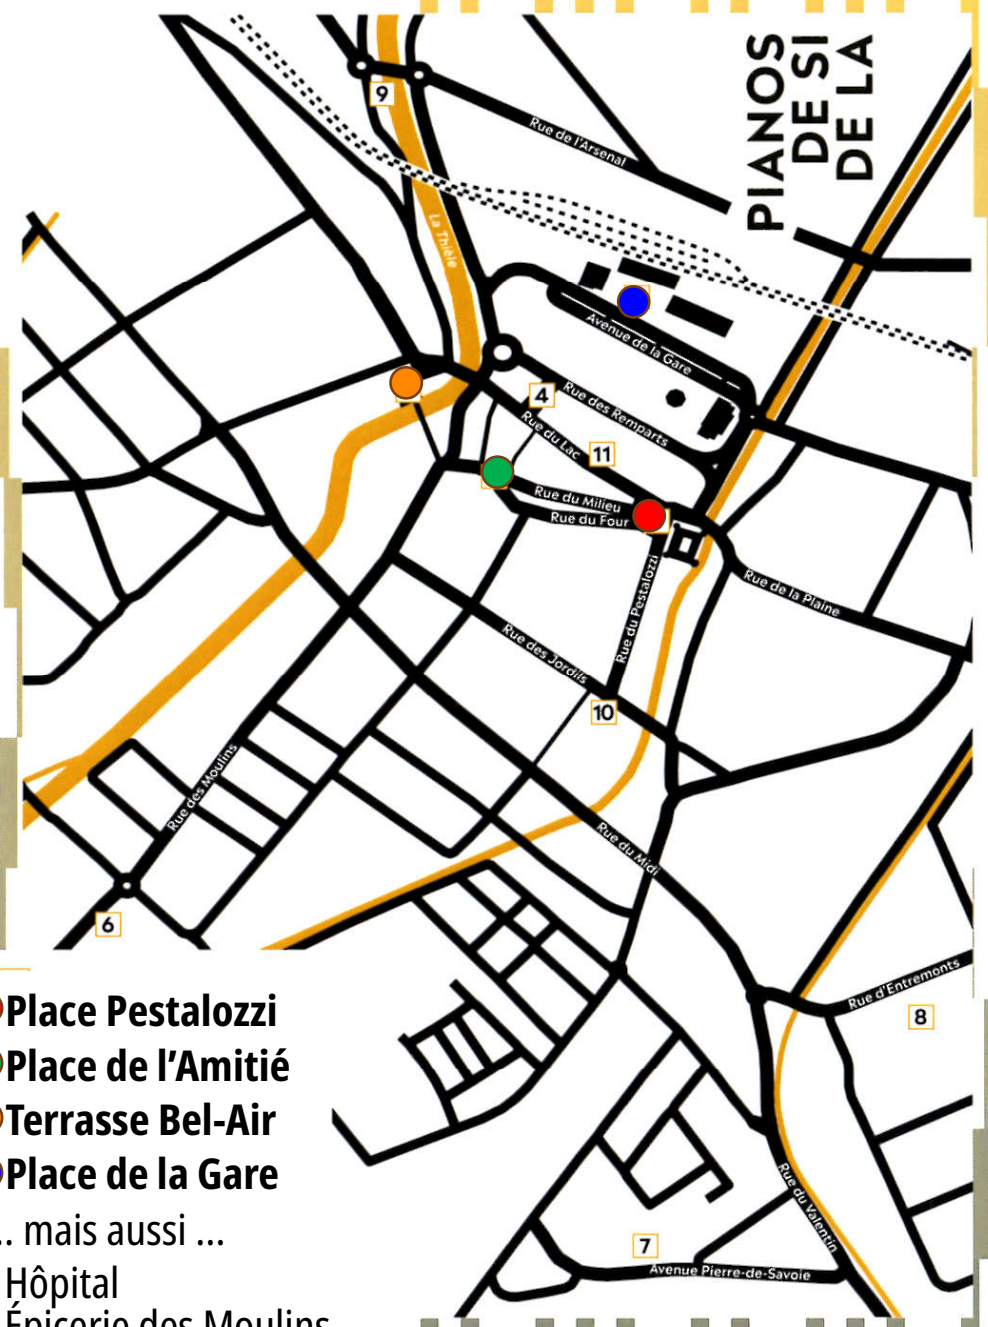 PIANOS
DE SI
DE LA
9
Rue de l'Arsenal
La Thièle
Avenue de la Gare
4
Rue des Remparts
Rue du Lac
11
Rue du Milieu
Rue du Four
Rue du Pestalozzi
Rue de la Plaine
Rue des Jordils
10
Rue des Moulins
Rue du Midi
6
Rue d'Entremonts
8
Rue du Valentin
7
Avenue Pierre-de-Savoie
Place Pestalozzi
Place de l'Amitié
Terrasse Bel-Air
Place de la Gare
.. mais aussi ...
Hôpital
Épicerie des Moulins